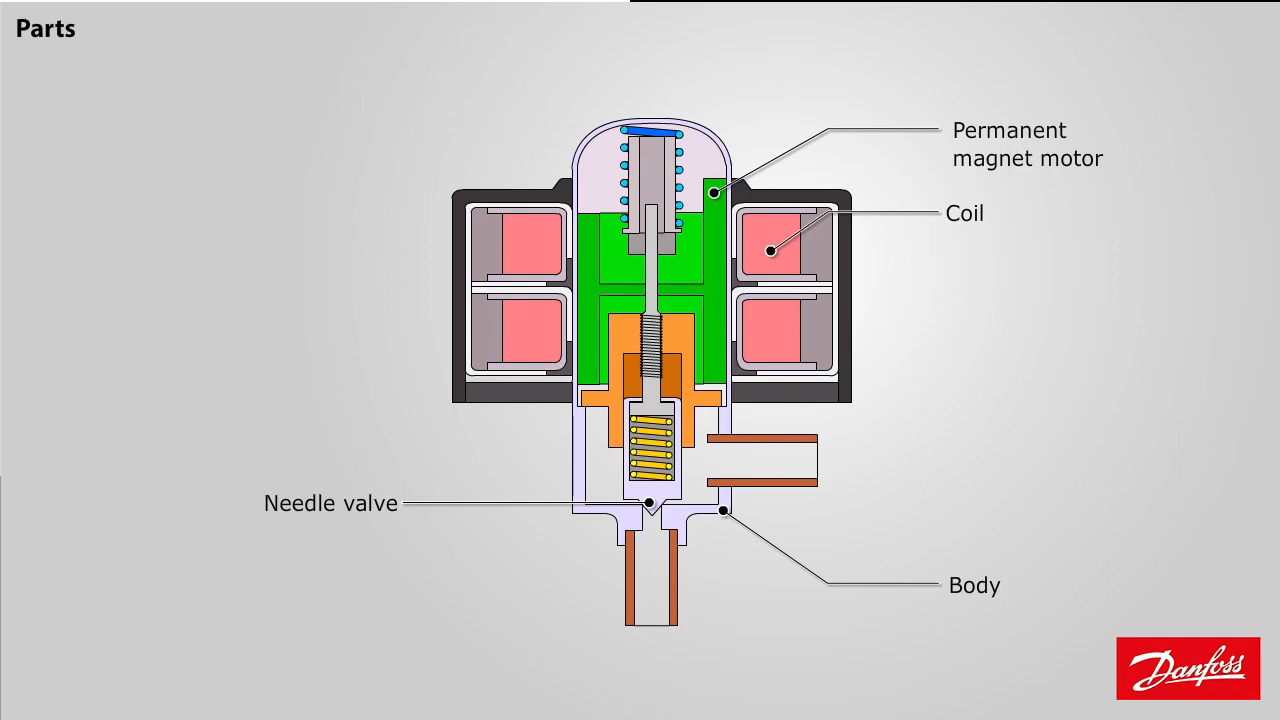 Parts
Permanent
magnet motor
Coil
Needle valve
Body
Danfoss